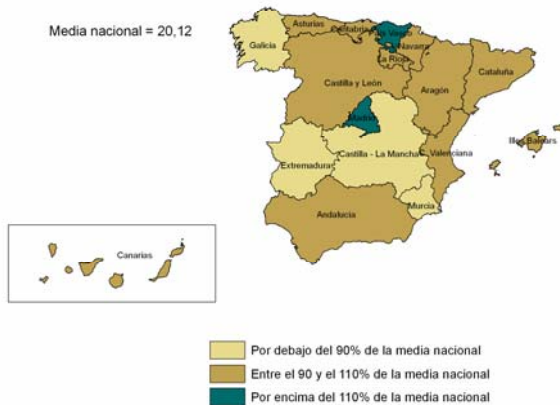 Media nacional = 20,12
Galicia
Asturias
Cantabria
País Vasco
Navarra
La Rioja
Castilla y León
Aragón
Cataluña
Madrid
Extremadura
Castilla - La Mancha
C. Valenciana
Illes Balears
Murcia
Andalucía
Canarias
Por debajo del 90% de la media nacional
Entre el 90 y el 110% de la media nacional
Por encima del 110% de la media nacional